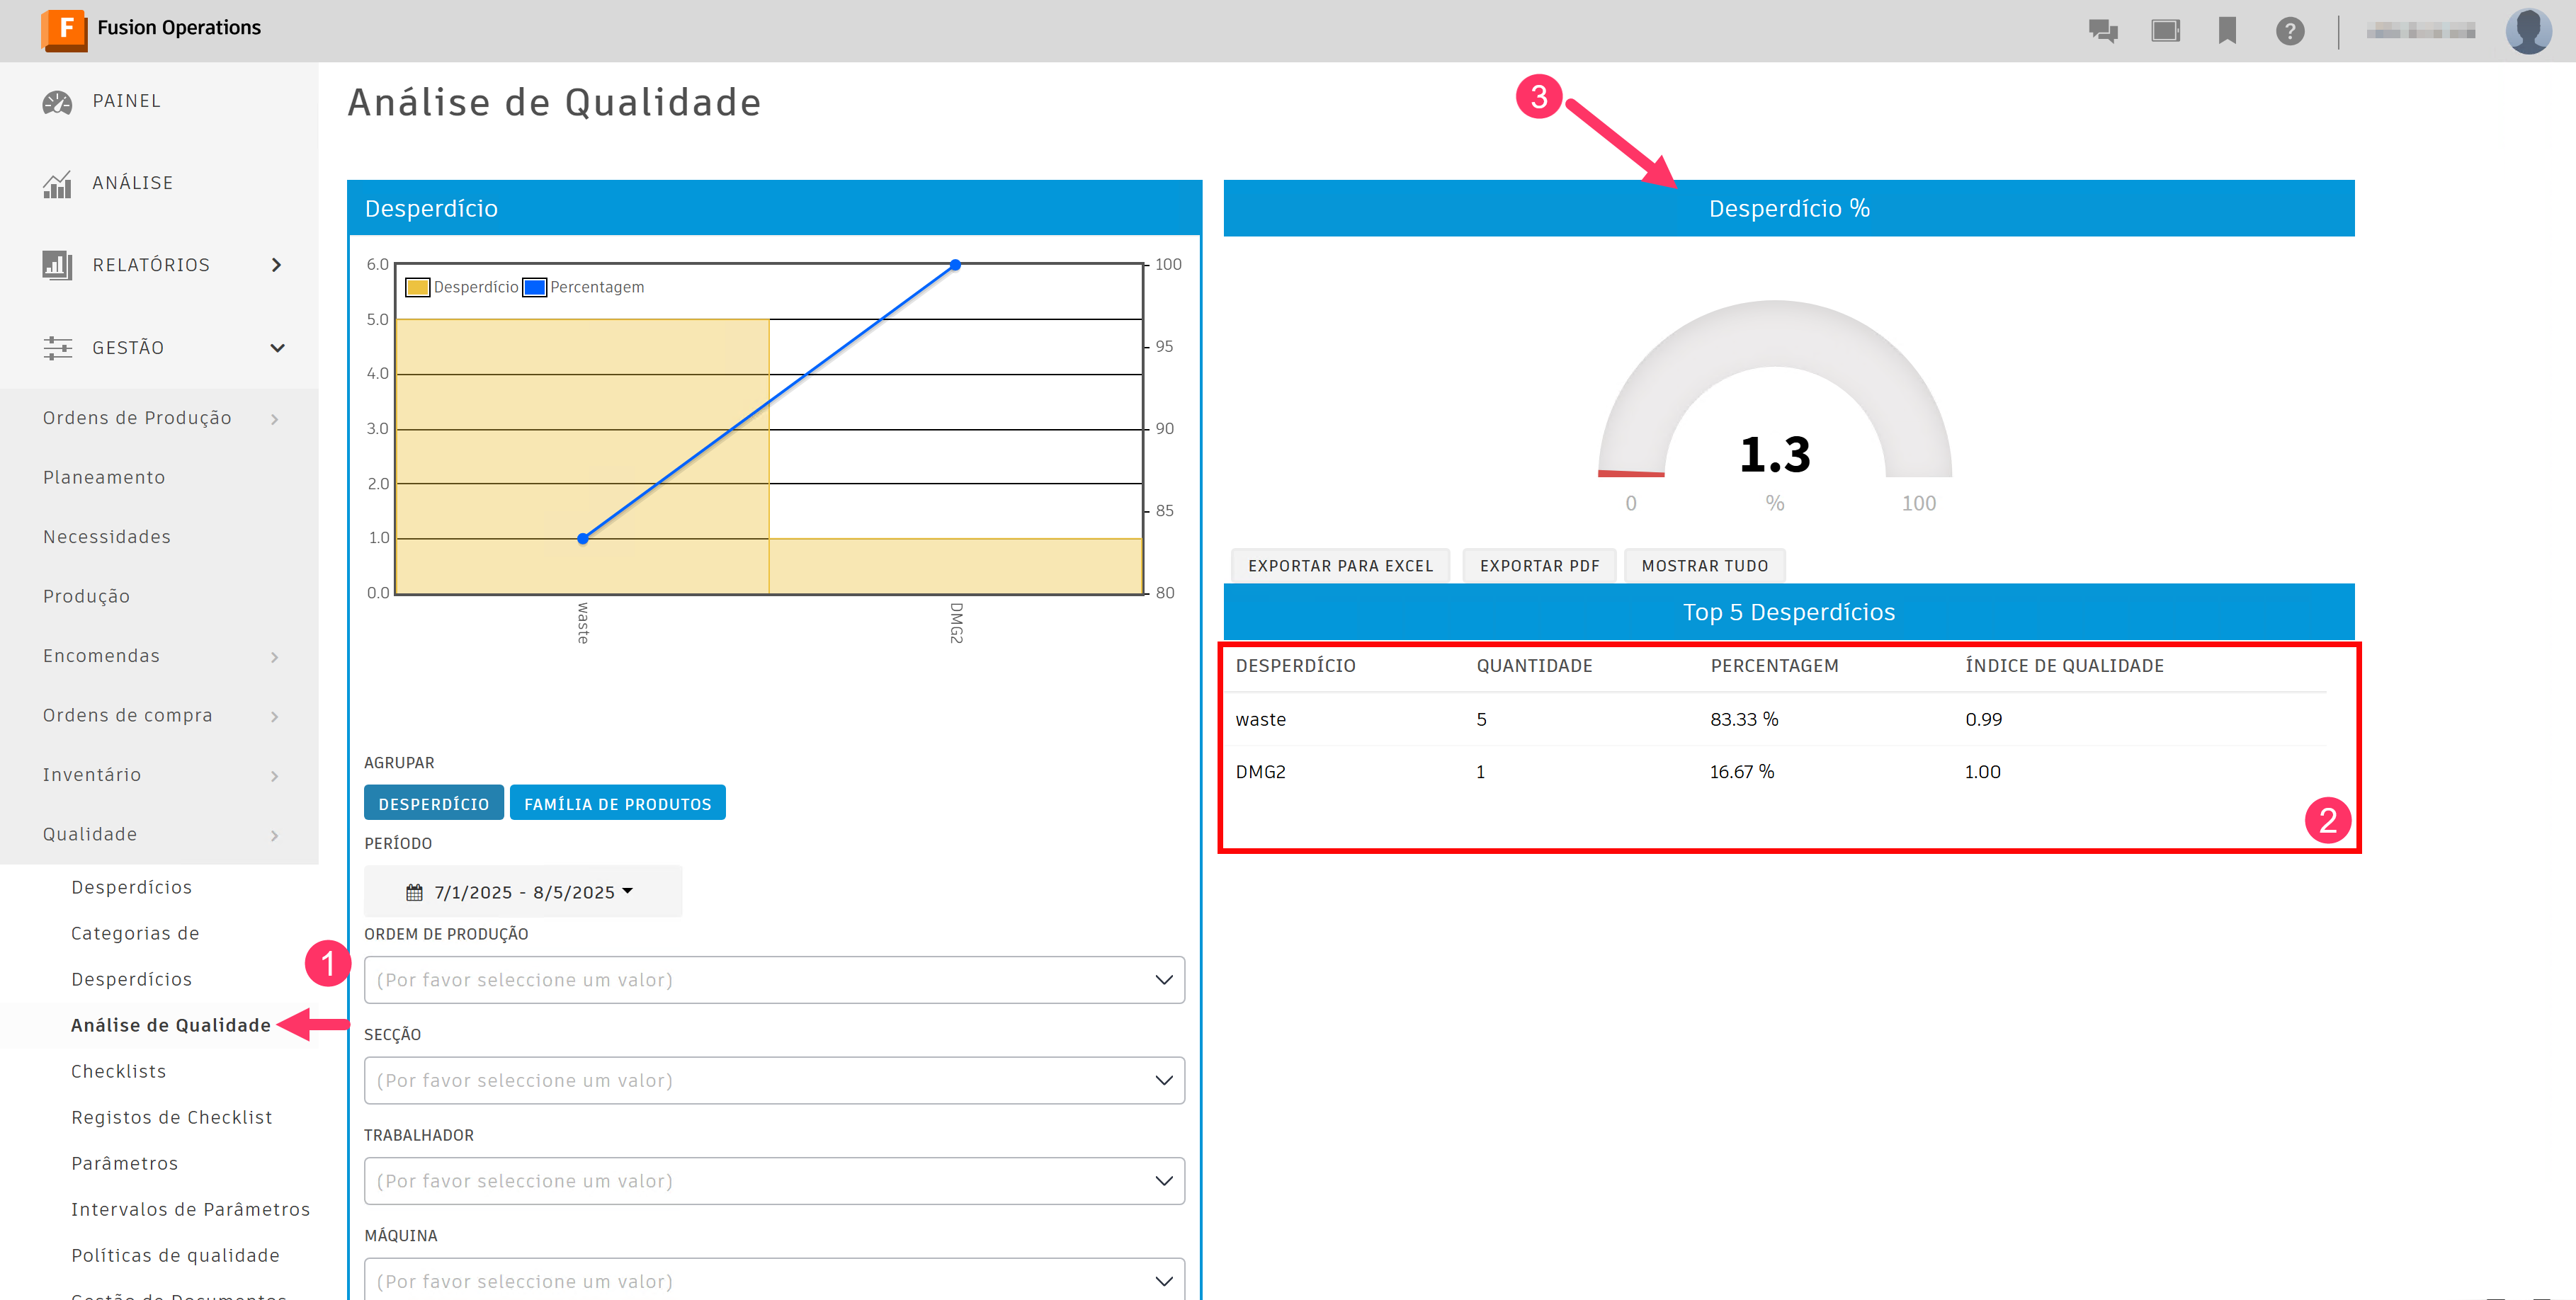 Fusion Operations
PAINEL
ANÁLISE
RELATÓRIOS
GESTÃO
Ordens de Produção
Planeamento
Necessidades
Produção
Encomendas
Ordens de compra
Inventário
Qualidade
Desperdícios
Categorias de
Desperdícios
Análise de Qualidade
Checklists
Registos de Checklist
Parâmetros
Intervalos de Parâmetros
Políticas de qualidade
Gestão de Documentos
1
Análise de Qualidade
Desperdício
6.0
5.0
4.0
3.0
2.0
1.0
0.0
Desperdício Percentagem
100
95
90
85
80
waste
DMG2
AGRUPAR
DESPERDÍCIO FAMÍLIA DE PRODUTOS
PERÍODO
7/1/2025 - 8/5/2025
ORDEM DE PRODUÇÃO
(Por favor seleccione um valor)
SECÇÃO
(Por favor seleccione um valor)
TRABALHADOR
(Por favor seleccione um valor)
MÁQUINA
(Por favor seleccione um valor)
3
Desperdício %
1.3
0 % 100
EXPORTAR PARA EXCEL EXPORTAR PDF MOSTRAR TUDO
Top 5 Desperdícios
DESPERDÍCIO QUANTIDADE PERCENTAGEM ÍNDICE DE QUALIDADE
waste 5 83.33 % 0.99
DMG2 1 16.67 % 1.00
2